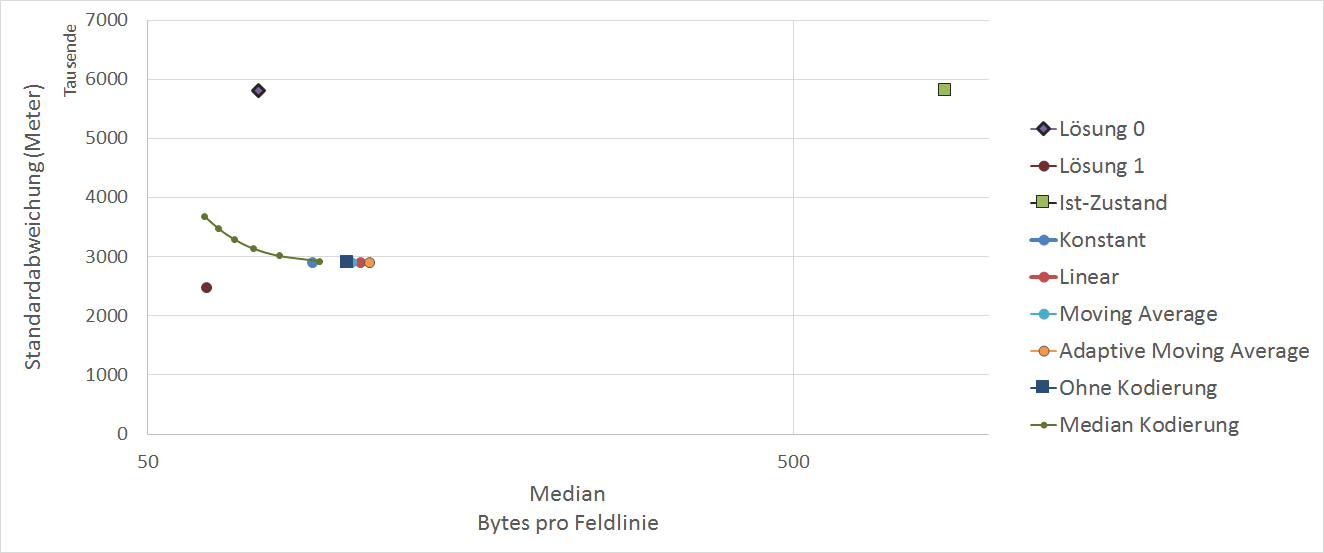 Standardabweichung (Meter)
Tausende
7000
6000
5000
4000
3000
2000
1000
0
50
500
Median
Bytes pro Feldlinie
Lösung 0
Lösung 1
Ist-Zustand
Konstant
Linear
Moving Average
Adaptive Moving Average
Ohne Kodierung
Median Kodierung